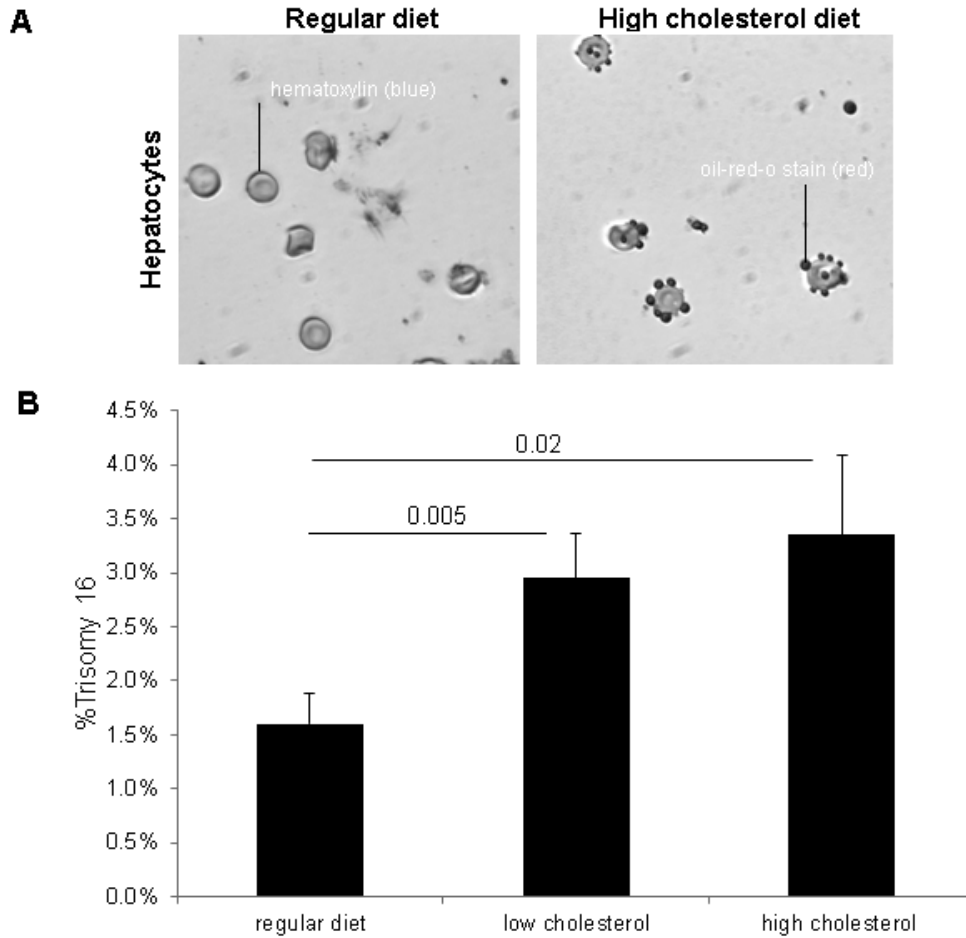 A
Regular diet
High cholesterol diet
Hepatocytes
hematoxylin (blue)
oil-red-o stain (red)
B
%Trisomy 16
4.5%
4.0%
3.5%
3.0%
2.5%
2.0%
1.5%
1.0%
0.5%
0.0%
0.02
0.005
regular diet
low cholesterol
high cholesterol